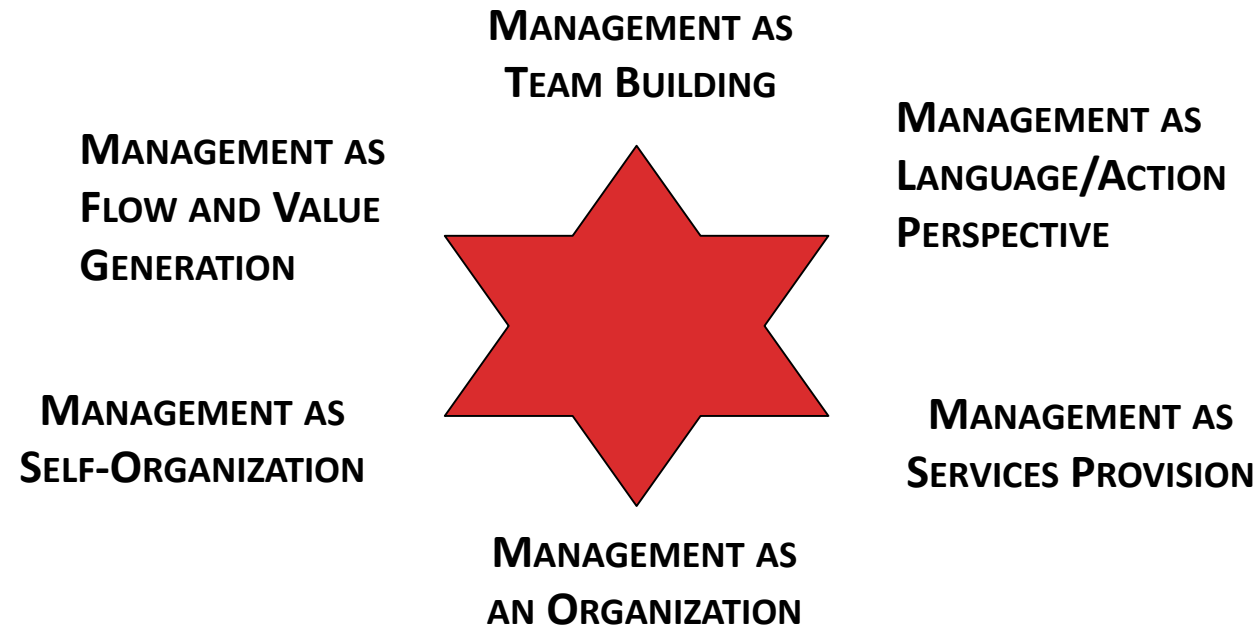 Management as
Team Building
Management as
Language/Action
Perspective
Management as
Flow and Value
Generation
Management as
Self-Organization
Management as
Services Provision
Management as
an Organization